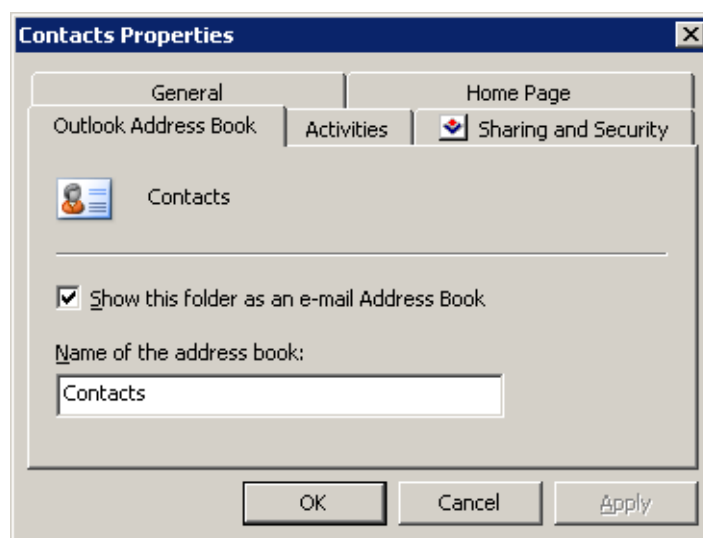 Contacts Properties
General Home Page
Outlook Address Book Activities Sharing and Security
Contacts
Show this folder as an e-mail Address Book
Name of the address book:
Contacts
OK Cancel Apply